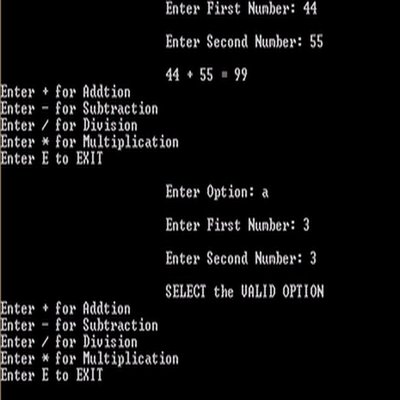 Enter First Number: 44
Enter Second Number: 55
44 + 55 = 99
Enter + for Addtion
Enter - for Subtraction
Enter / for Division
Enter * for Multiplication
Enter E to EXIT
Enter Option: a
Enter First Number: 3
Enter Second Number: 3
SELECT the VALID OPTION
Enter + for Addtion
Enter - for Subtraction
Enter / for Division
Enter * for Multiplication
Enter E to EXIT